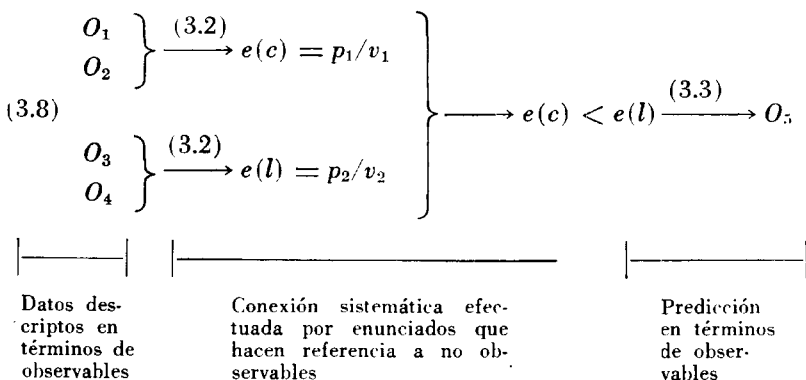 O₁ (3.2)
O₂ → e(c) = p₁/v₁
(3.8) → e(c) < e(l) (3.3) → O₅
O₃ (3.2)
O₄ → e(l) = p₂/v₂
Datos des-
criptos en
términos de
observables
Conexión sistemática efec-
tuada por enunciados que
hacen referencia a no ob-
servables
Predicción
en términos
de obser-
vables